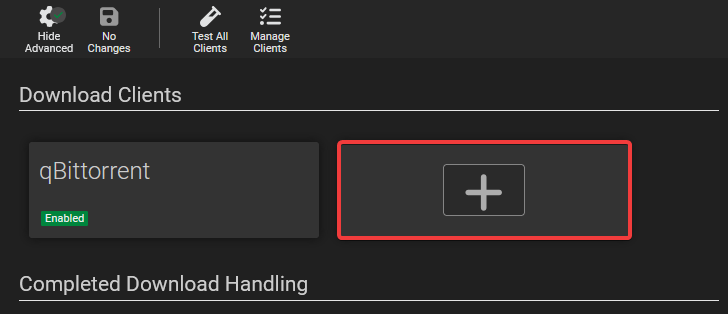 Hide
Advanced
No
Changes
Test All
Clients
Manage
Clients
Download Clients
qBittorrent
Enabled
Completed Download Handling